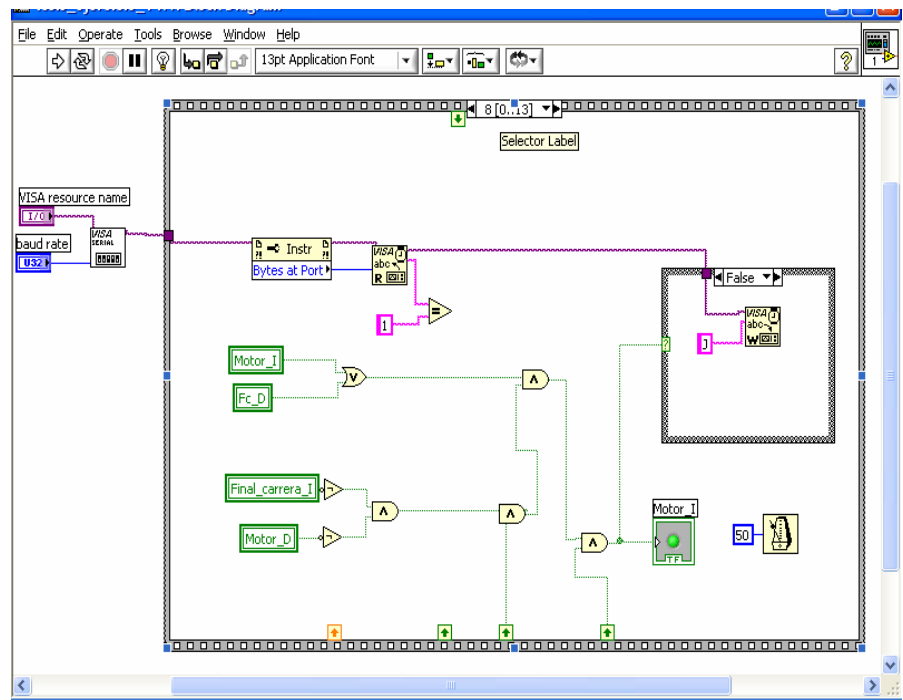 File Edit Operate Tools Browse Window Help
13pt Application Font
?
1
8 [0..13]
Selector Label
VISA resource name
I/O
VISA
SERIAL
baud rate
U32
Instr
Bytes at Port
VISA
abc
R
1
=
False
VISA
abc
W
J
?
Motor_I
Fc_D
Final_carrera_I
Motor_D
Motor_I
TF
50